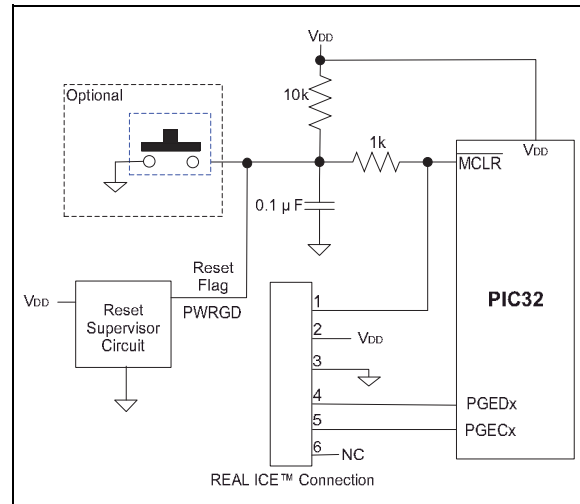 VDD
Optional
10k
VDD
1k
MCLR
0.1 µF
Reset
Flag
PWRGD
VDD
Reset
Supervisor
Circuit
PIC32
1
2
VDD
3
4
PGEDx
5
PGECx
6
NC
REAL ICE™ Connection